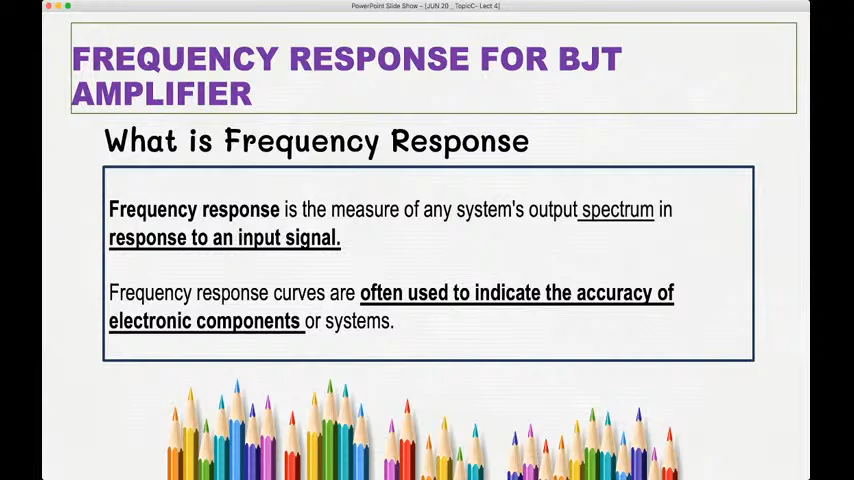 PowerPoint Slide Show - [JUN 20 _ TopicC- Lect 4]
FREQUENCY RESPONSE FOR BJT
AMPLIFIER
What is Frequency Response
Frequency response is the measure of any system's output spectrum in
response to an input signal.
Frequency response curves are often used to indicate the accuracy of
electronic components or systems.